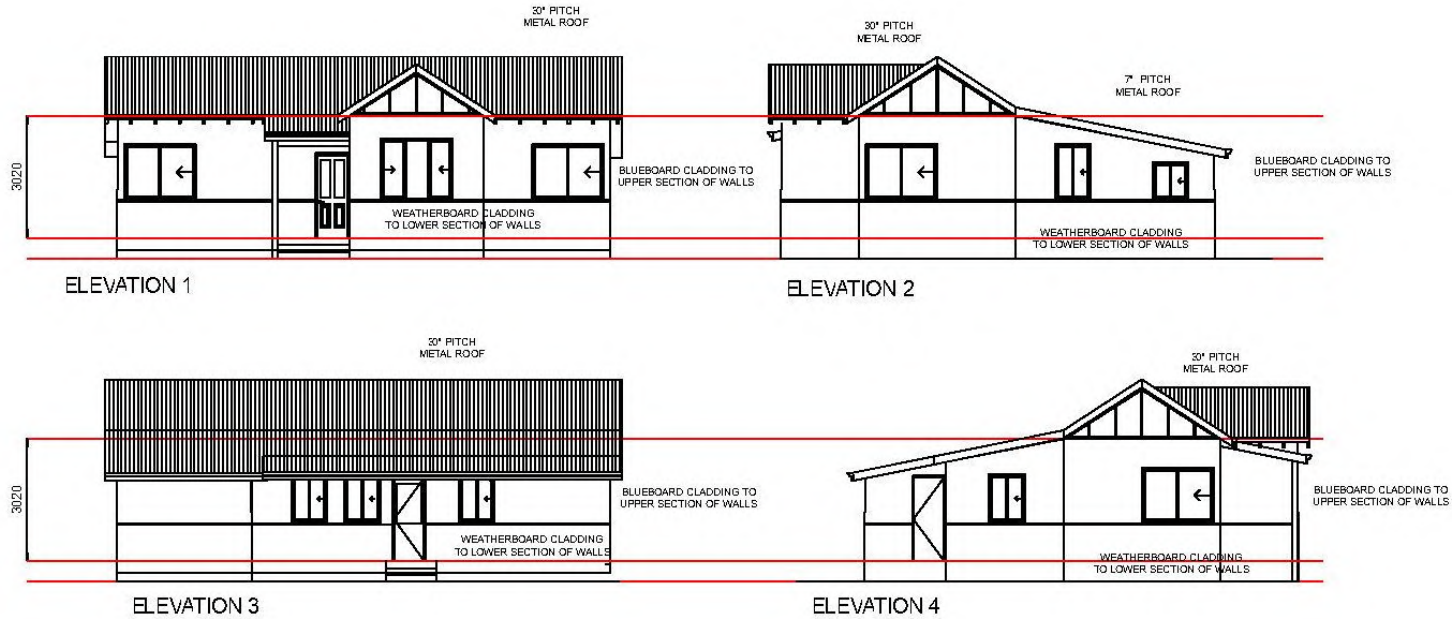 30° PITCH
METAL ROOF
3020
BLUEBOARD CLADDING TO
UPPER SECTION OF WALLS
WEATHERBOARD CLADDING
TO LOWER SECTION OF WALLS
ELEVATION 1
30° PITCH
METAL ROOF
7° PITCH
METAL ROOF
BLUEBOARD CLADDING TO
UPPER SECTION OF WALLS
WEATHERBOARD CLADDING
TO LOWER SECTION OF WALLS
ELEVATION 2
30° PITCH
METAL ROOF
3020
BLUEBOARD CLADDING TO
UPPER SECTION OF WALLS
WEATHERBOARD CLADDING
TO LOWER SECTION OF WALLS
ELEVATION 3
30° PITCH
METAL ROOF
BLUEBOARD CLADDING TO
UPPER SECTION OF WALLS
WEATHERBOARD CLADDING
TO LOWER SECTION OF WALLS
ELEVATION 4